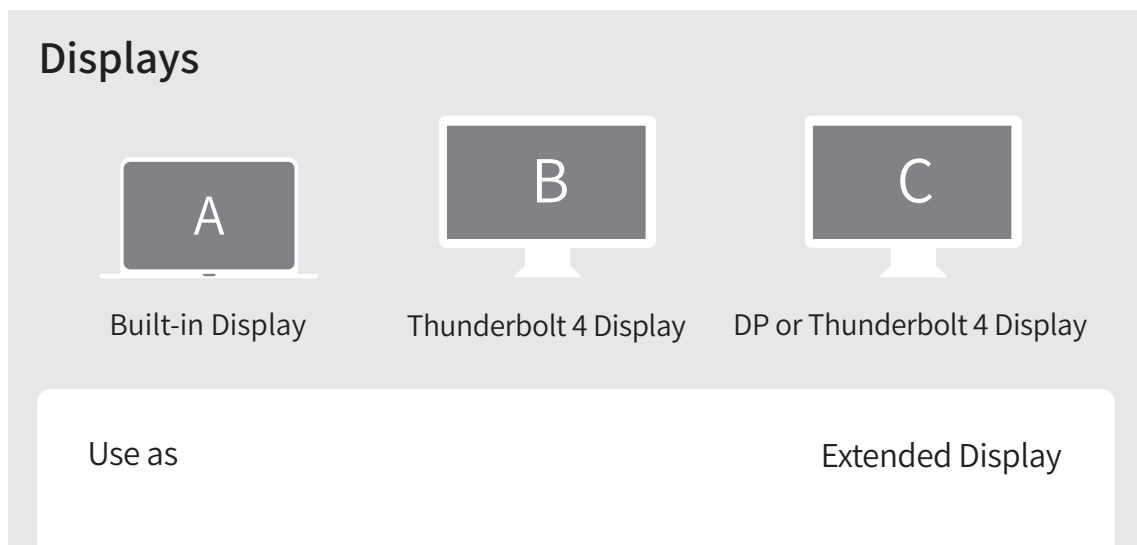 Displays
A
B
C
Built-in Display
Thunderbolt 4 Display
DP or Thunderbolt 4 Display
Use as
Extended Display